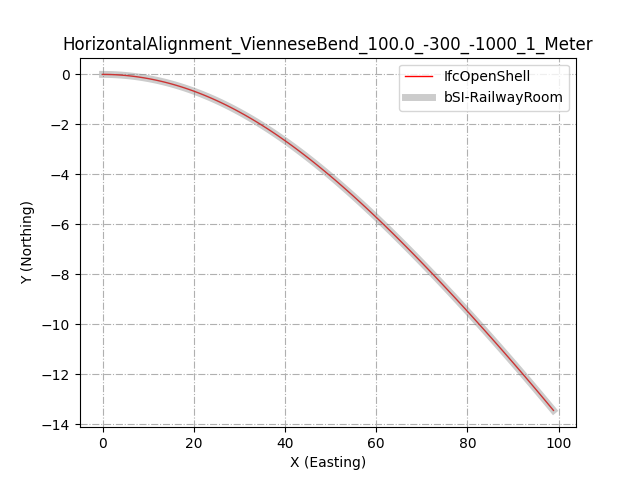 HorizontalAlignment_VienneseBend_100.0_-300_-1000_1_Meter
IfcOpenShell
bSI-RailwayRoom
0
−2
−4
−6
−8
−10
−12
−14
Y (Northing)
0 20 40 60 80 100
X (Easting)